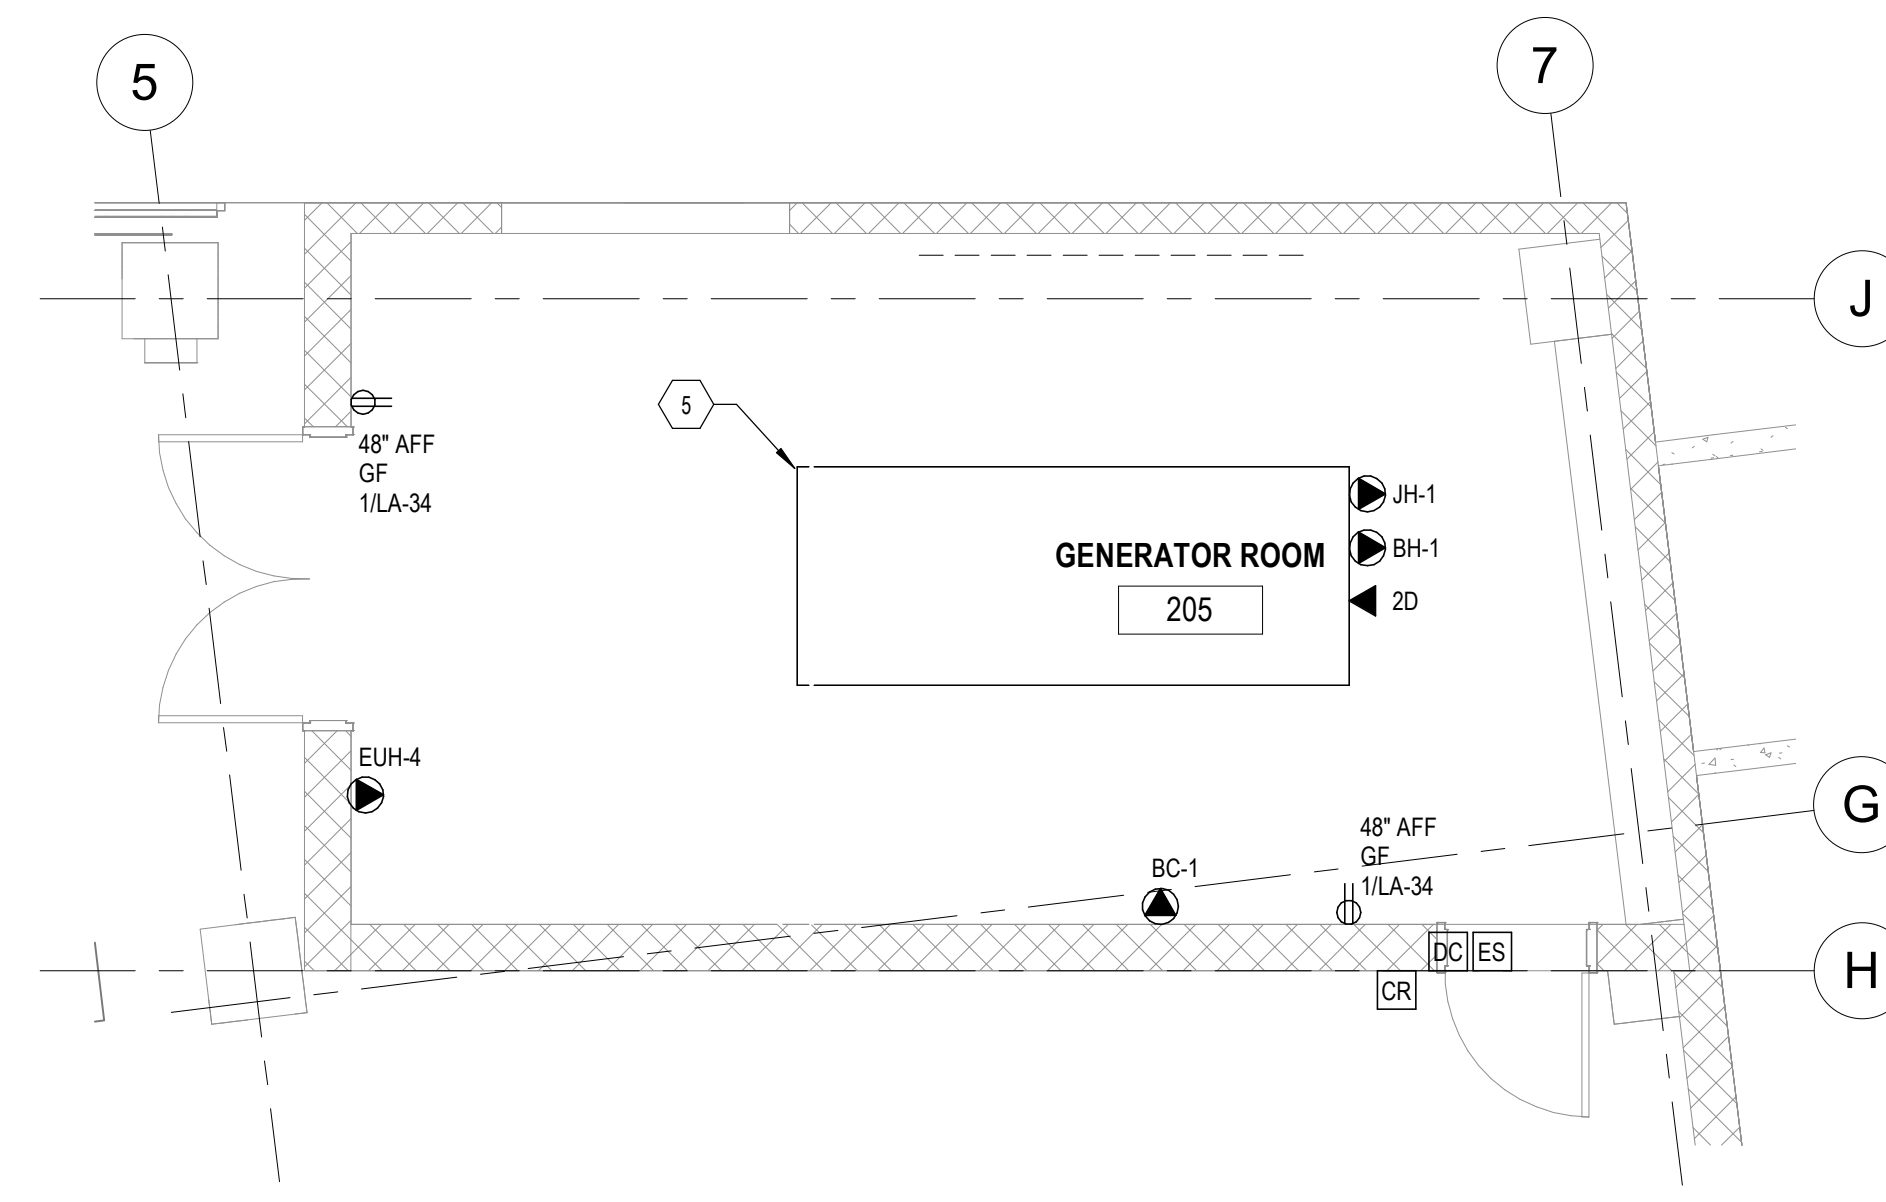 5
7
J
48" AFF
GF
1/LA-34
5
JH-1
GENERATOR ROOM
BH-1
205
2D
EUH-4
G
48" AFF
GF
1/LA-34
BC-1
DC
ES
H
CR